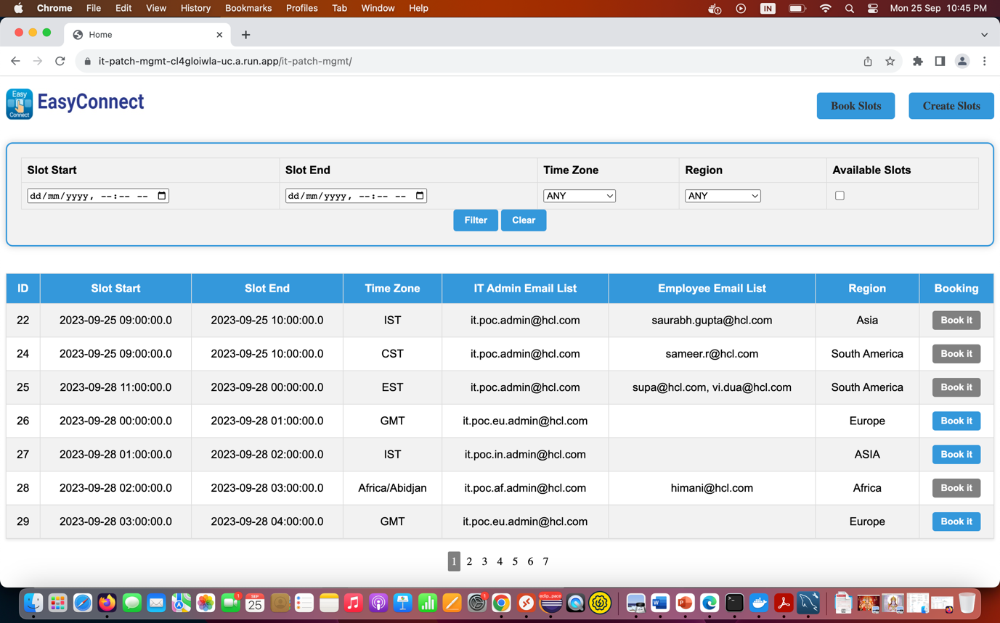 Chrome File Edit View History Bookmarks Profiles Tab Window Help IN Mon 25 Sep 10:45 PM
Home
it-patch-mgmt-cl4gloiwla-uc.a.run.app/it-patch-mgmt/
Easy
Connect
EasyConnect
Book Slots Create Slots
Slot Start Slot End Time Zone Region Available Slots
dd/mm/yyyy, --:-- -- dd/mm/yyyy, --:-- -- ANY ANY
Filter Clear
ID Slot Start Slot End Time Zone IT Admin Email List Employee Email List Region Booking
22 2023-09-25 09:00:00.0 2023-09-25 10:00:00.0 IST it.poc.admin@hcl.com saurabh.gupta@hcl.com Asia Book it
24 2023-09-25 09:00:00.0 2023-09-25 10:00:00.0 CST it.poc.admin@hcl.com sameer.r@hcl.com South America Book it
25 2023-09-28 11:00:00.0 2023-09-28 00:00:00.0 EST it.poc.admin@hcl.com supa@hcl.com, vi.dua@hcl.com South America Book it
26 2023-09-28 00:00:00.0 2023-09-28 01:00:00.0 GMT it.poc.eu.admin@hcl.com Europe Book it
27 2023-09-28 01:00:00.0 2023-09-28 02:00:00.0 IST it.poc.in.admin@hcl.com ASIA Book it
28 2023-09-28 02:00:00.0 2023-09-28 03:00:00.0 Africa/Abidjan it.poc.af.admin@hcl.com himani@hcl.com Africa Book it
29 2023-09-28 03:00:00.0 2023-09-28 04:00:00.0 GMT it.poc.eu.admin@hcl.com Europe Book it
1 2 3 4 5 6 7
1 SEP 25 1 eclip...pace